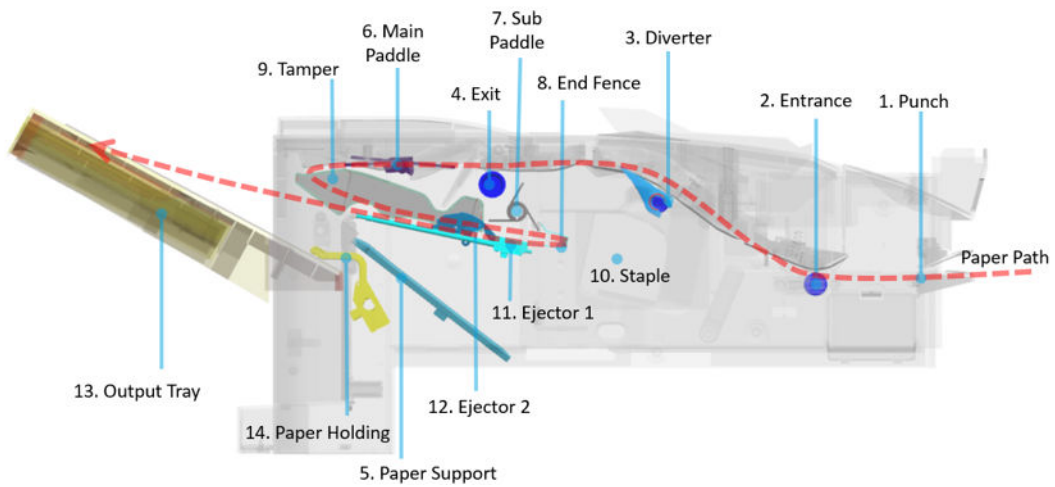 7. Sub
Paddle
6. Main
Paddle
3. Diverter
9. Tamper
4. Exit
8. End Fence
2. Entrance
1. Punch
Paper Path
10. Staple
11. Ejector 1
13. Output Tray
12. Ejector 2
14. Paper Holding
5. Paper Support